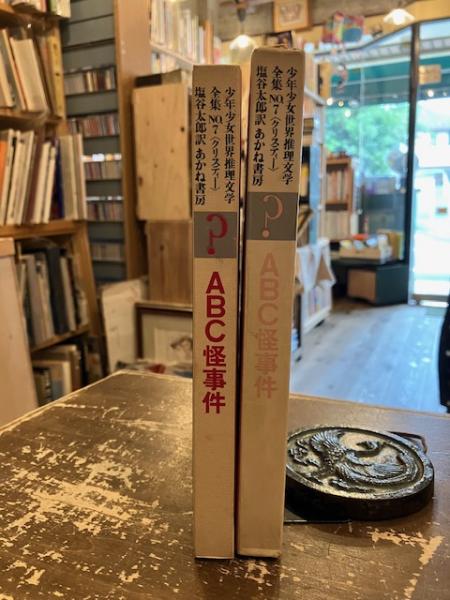 少年少女世界推理文学
全集 NO.7〈クリスティー〉
塩谷太郎訳 あかね書房
?
ABC怪事件
少年少女世界推理文学
全集 NO.7〈クリスティー〉
塩谷太郎訳 あかね書房
?
ABC怪事件